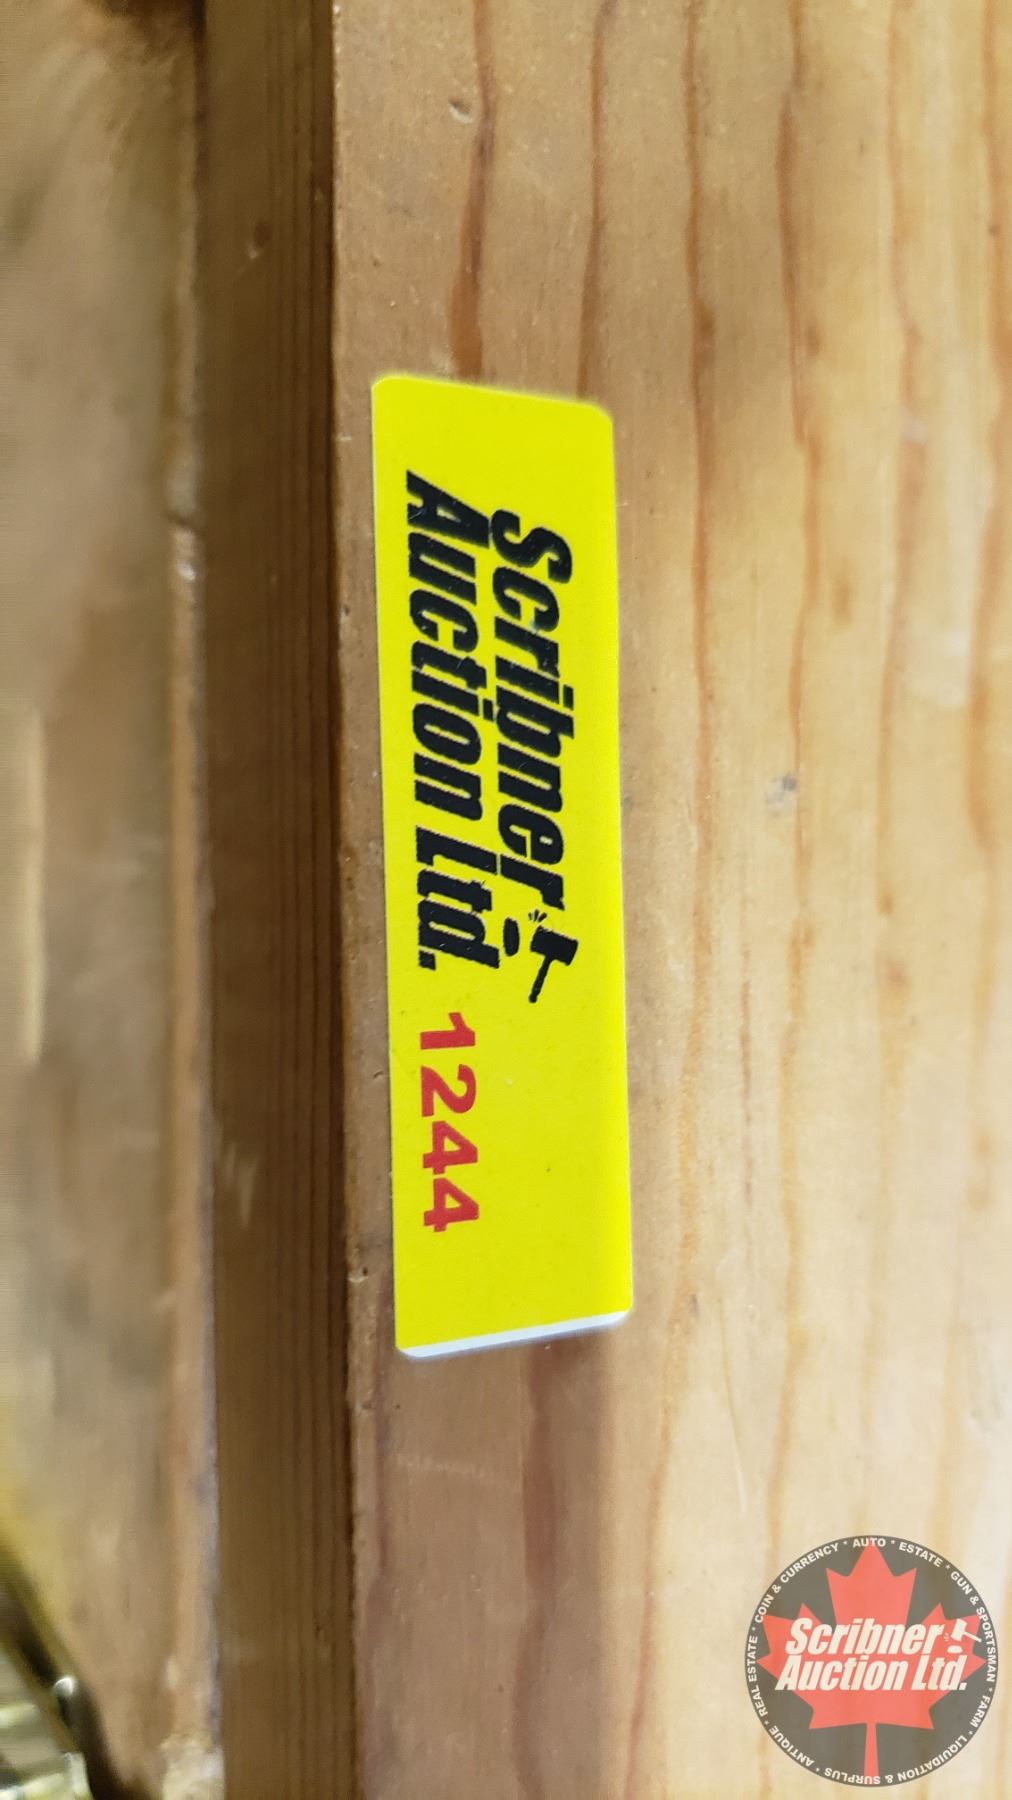 Scribner
Auction Ltd.
1244
COIN & CURRENCY * AUTO * ESTATE * GUN & SPORTSMAN * FARM * LIQUIDATION & SURPLUS * ANTIQUE * REAL ESTATE *
Scribner
Auction Ltd.